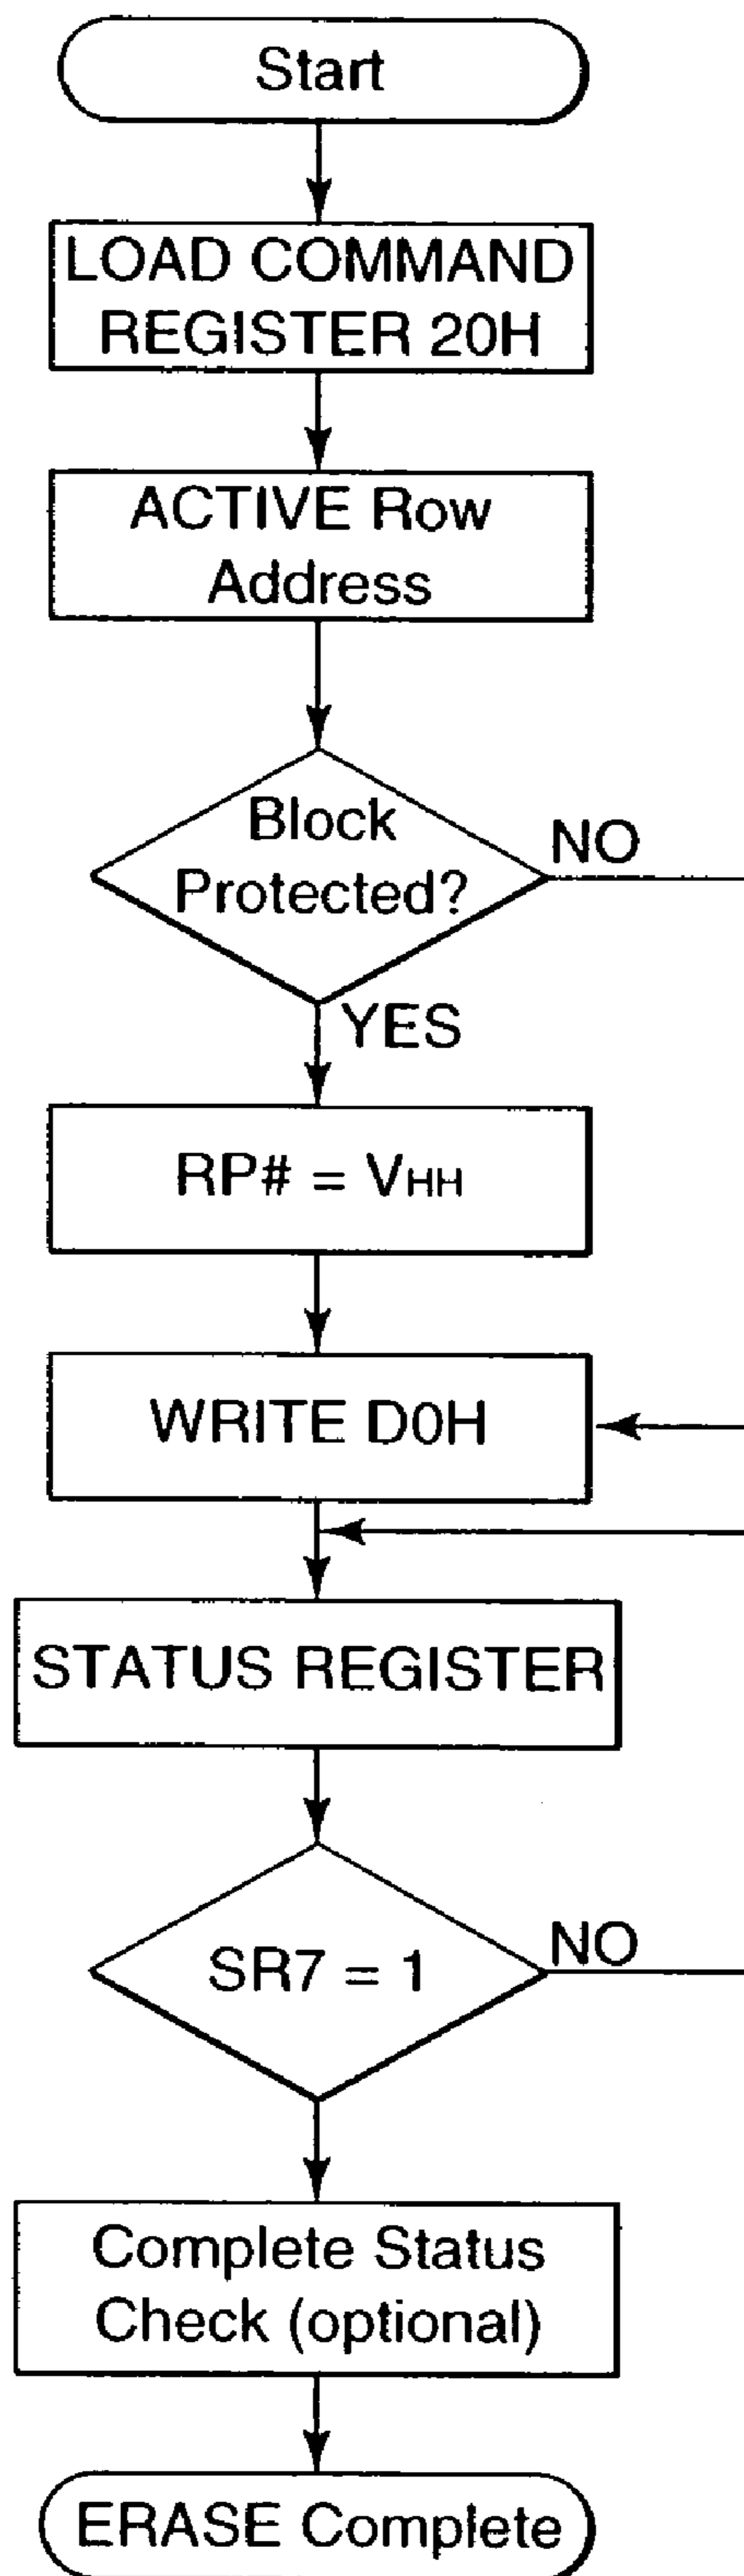 Start
LOAD COMMAND
REGISTER 20H
ACTIVE Row
Address
Block
Protected?
NO
YES
RP# = VHH
WRITE D0H
STATUS REGISTER
SR7 = 1
NO
Complete Status
Check (optional)
ERASE Complete